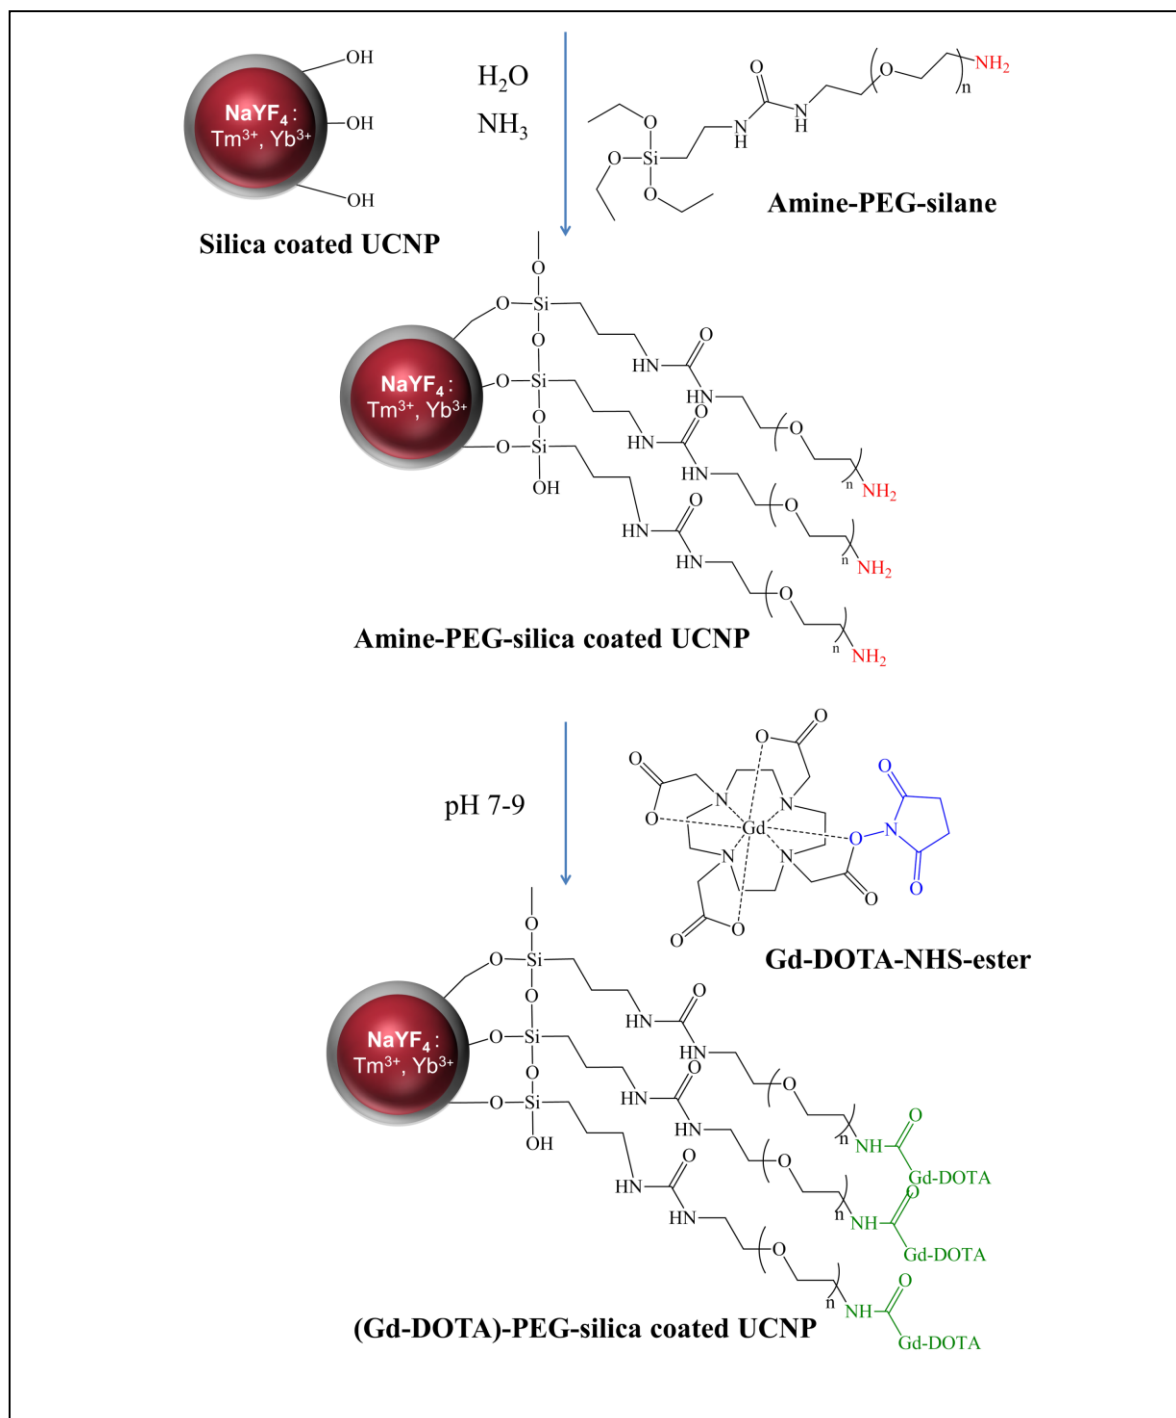 OH
NaYF₄:
Tm³⁺, Yb³⁺
OH
OH
Silica coated UCNP
H₂O
NH₃
O
N
H
N
H
O
n
NH₂
O
O
Si
O
Amine-PEG-silane
O
O
Si
O
NaYF₄:
Tm³⁺, Yb³⁺
O
Si
O
O
Si
OH
O
HN
HN
O
n
NH₂
O
HN
HN
O
n
NH₂
O
HN
HN
O
n
NH₂
Amine-PEG-silica coated UCNP
pH 7-9
O
O
O
O
N
N
Gd
N
N
O
O
O
O
O
N
O
Gd-DOTA-NHS-ester
O
O
Si
O
NaYF₄:
Tm³⁺, Yb³⁺
O
Si
O
O
Si
OH
O
HN
HN
O
n
NH
O
Gd-DOTA
O
HN
HN
O
n
NH
O
Gd-DOTA
O
HN
HN
O
n
NH
O
Gd-DOTA
(Gd-DOTA)-PEG-silica coated UCNP